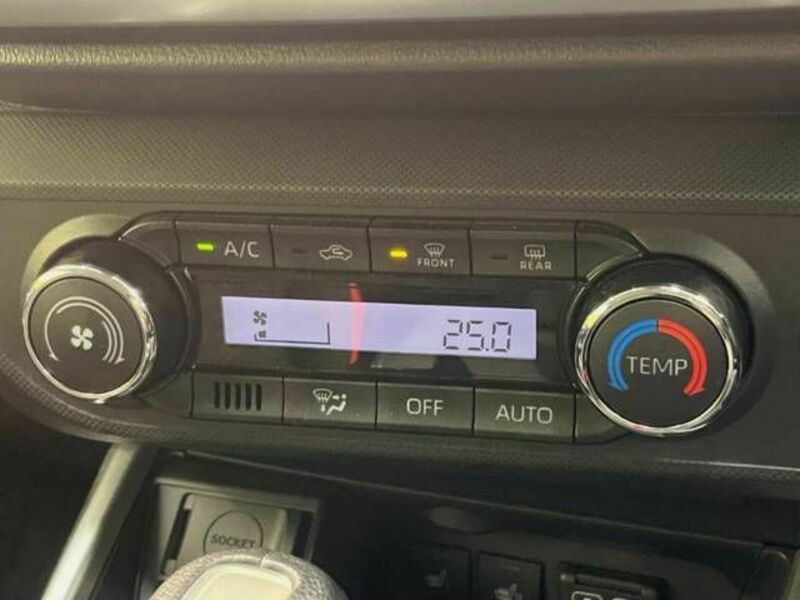 A/C
FRONT
REAR
25.0
TEMP
OFF
AUTO
SOCKET